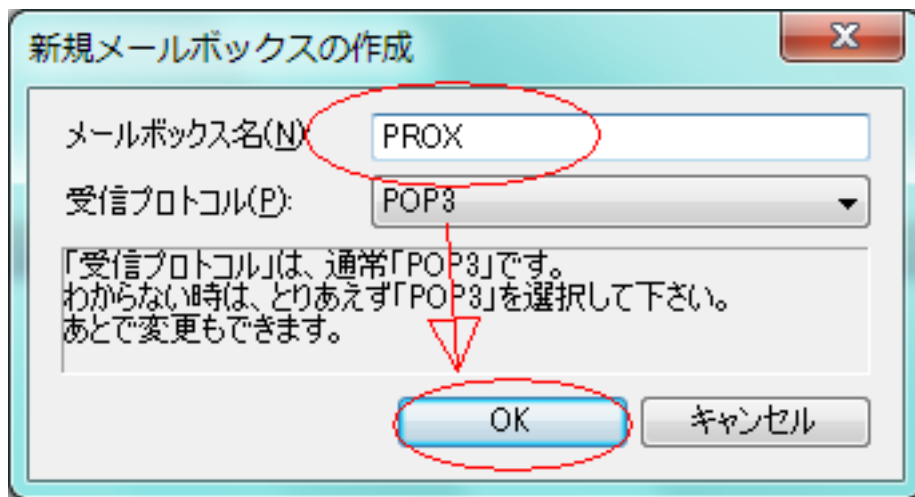 新規メールボックスの作成
メールボックス名(N) PROX
受信プロトコル(P): POP3
「受信プロトコル」は、通常「POP3」です。
わからない時は、とりあえず「POP3」を選択して下さい。
あとで変更もできます。
OK キャンセル